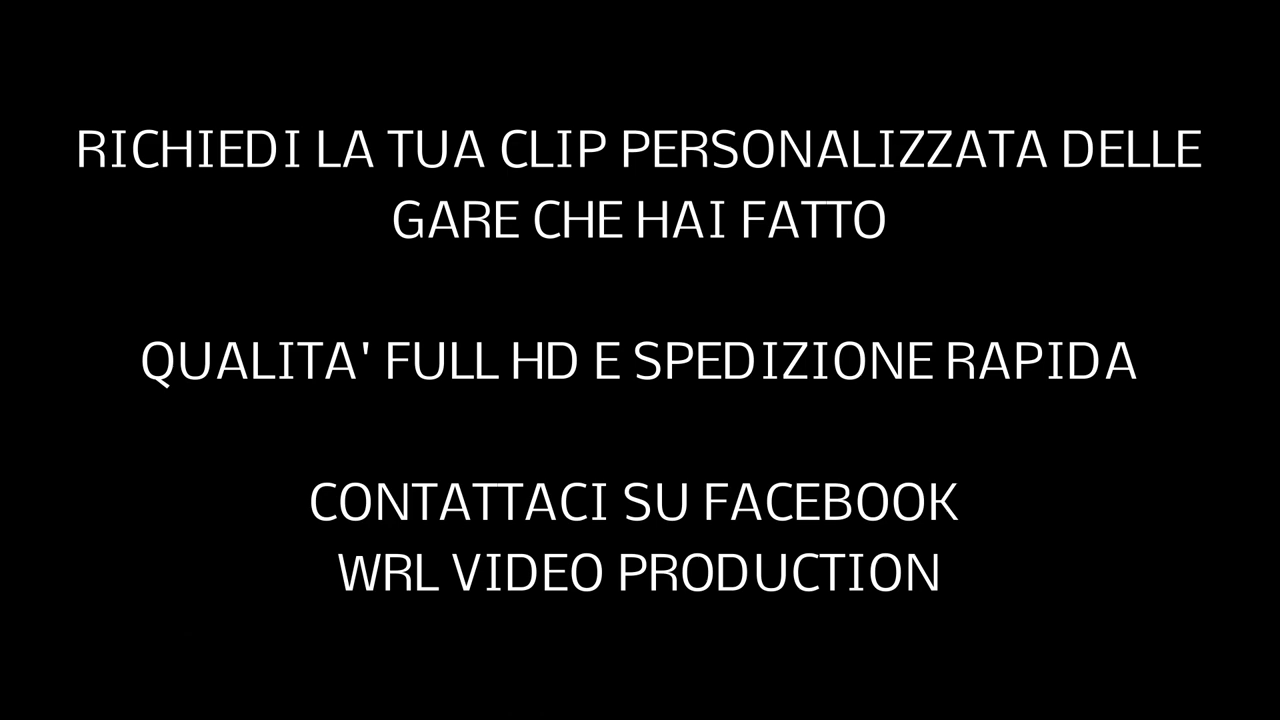 RICHIEDI LA TUA CLIP PERSONALIZZATA DELLE
GARE CHE HAI FATTO
QUALITA' FULL HD E SPEDIZIONE RAPIDA
CONTATTACI SU FACEBOOK
WRL VIDEO PRODUCTION